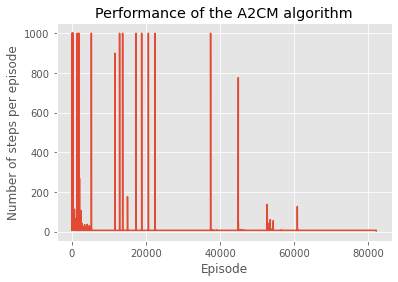 Performance of the A2CM algorithm
Number of steps per episode
1000
800
600
400
200
0
0 20000 40000 60000 80000
Episode